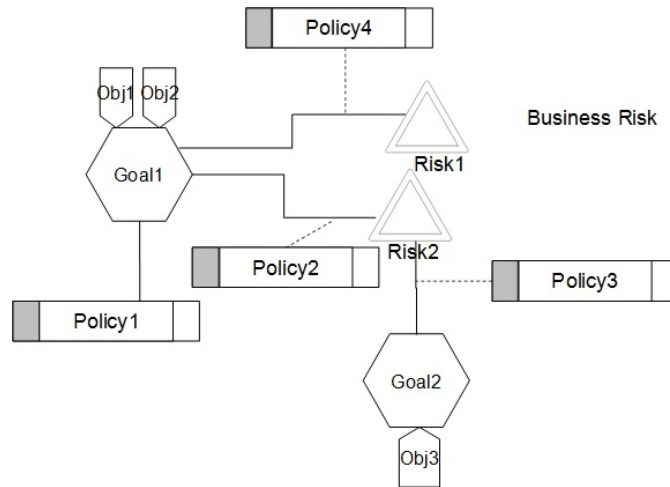 Policy4
Obj1
Obj2
Business Risk
Goal1
Risk1
Risk2
Policy2
Policy3
Policy1
Goal2
Obj3